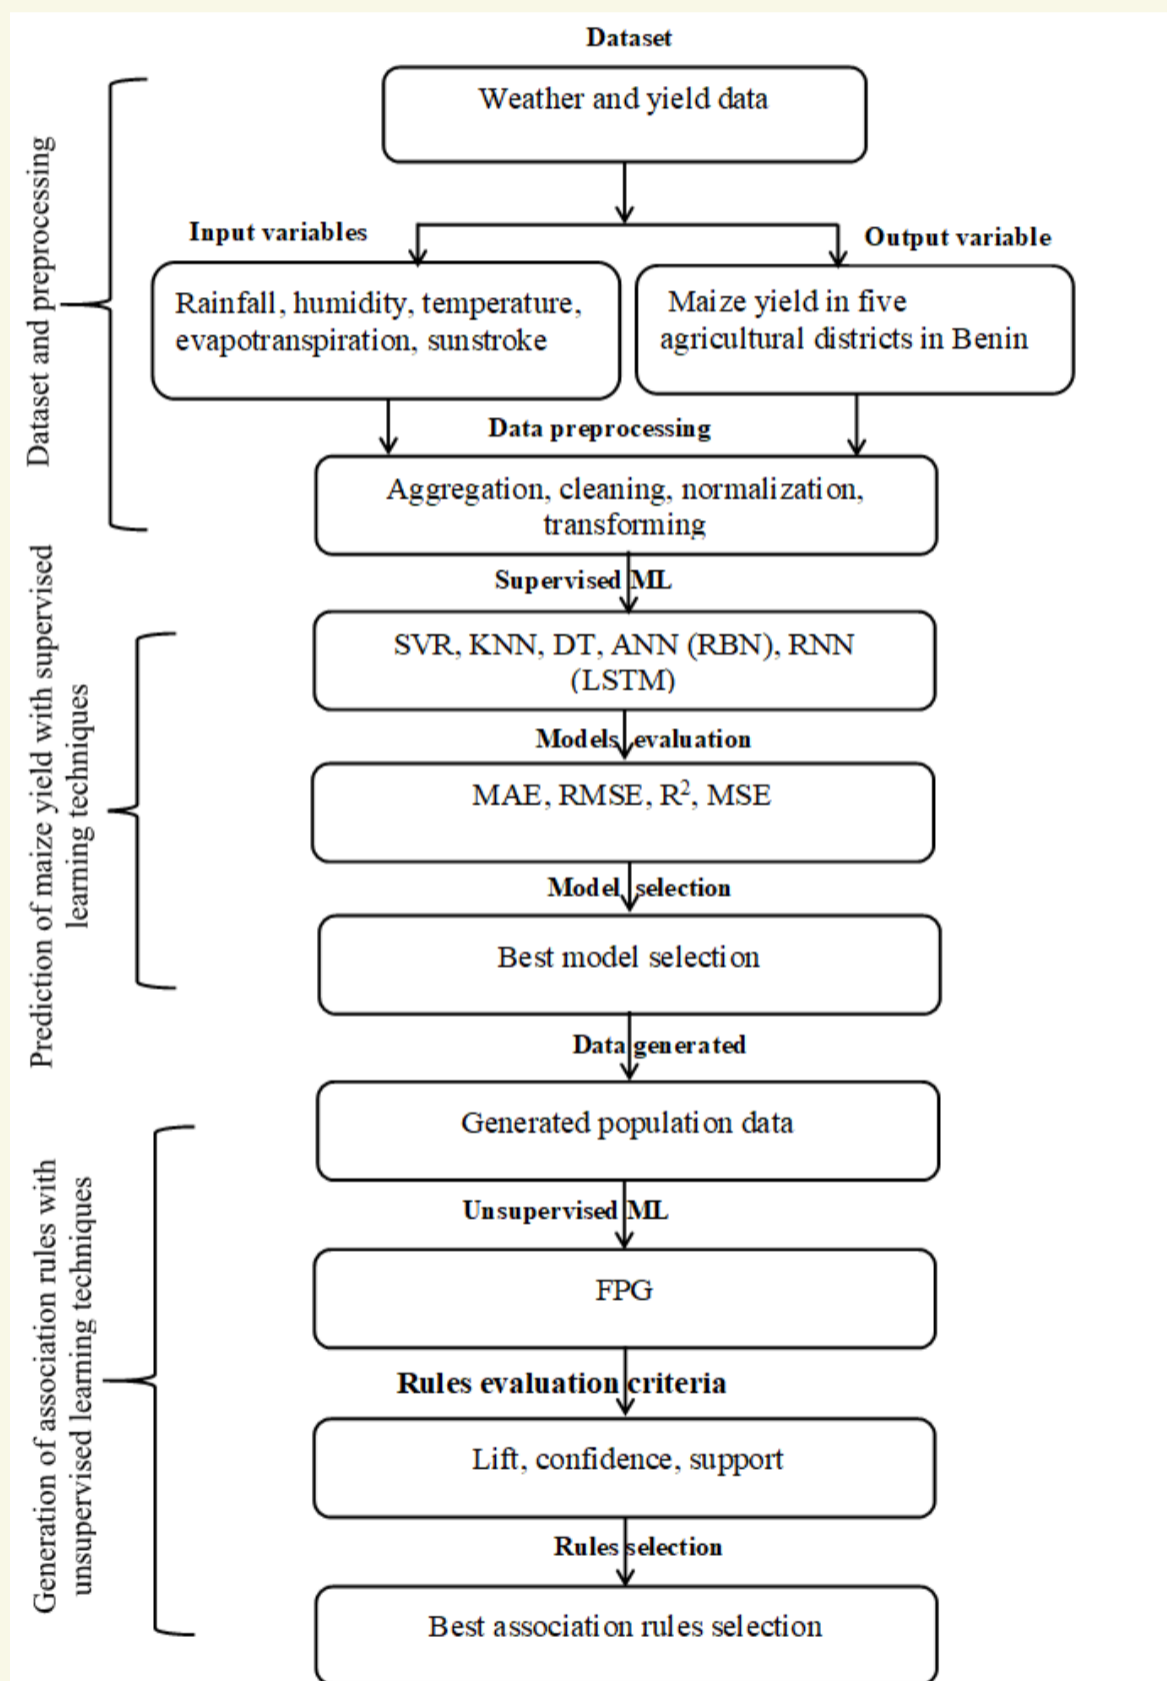 Dataset
Weather and yield data
Input variables
Output variable
Rainfall, humidity, temperature,
evapotranspiration, sunstroke
Maize yield in five
agricultural districts in Benin
Data preprocessing
Aggregation, cleaning, normalization,
transforming
Dataset and preprocessing
Supervised ML
SVR, KNN, DT, ANN (RBN), RNN
(LSTM)
Models evaluation
MAE, RMSE, R², MSE
Model selection
Best model selection
Prediction of maize yield with supervised
learning techniques
Data generated
Generated population data
Unsupervised ML
FPG
Rules evaluation criteria
Lift, confidence, support
Rules selection
Best association rules selection
Generation of association rules with
unsupervised learning techniques